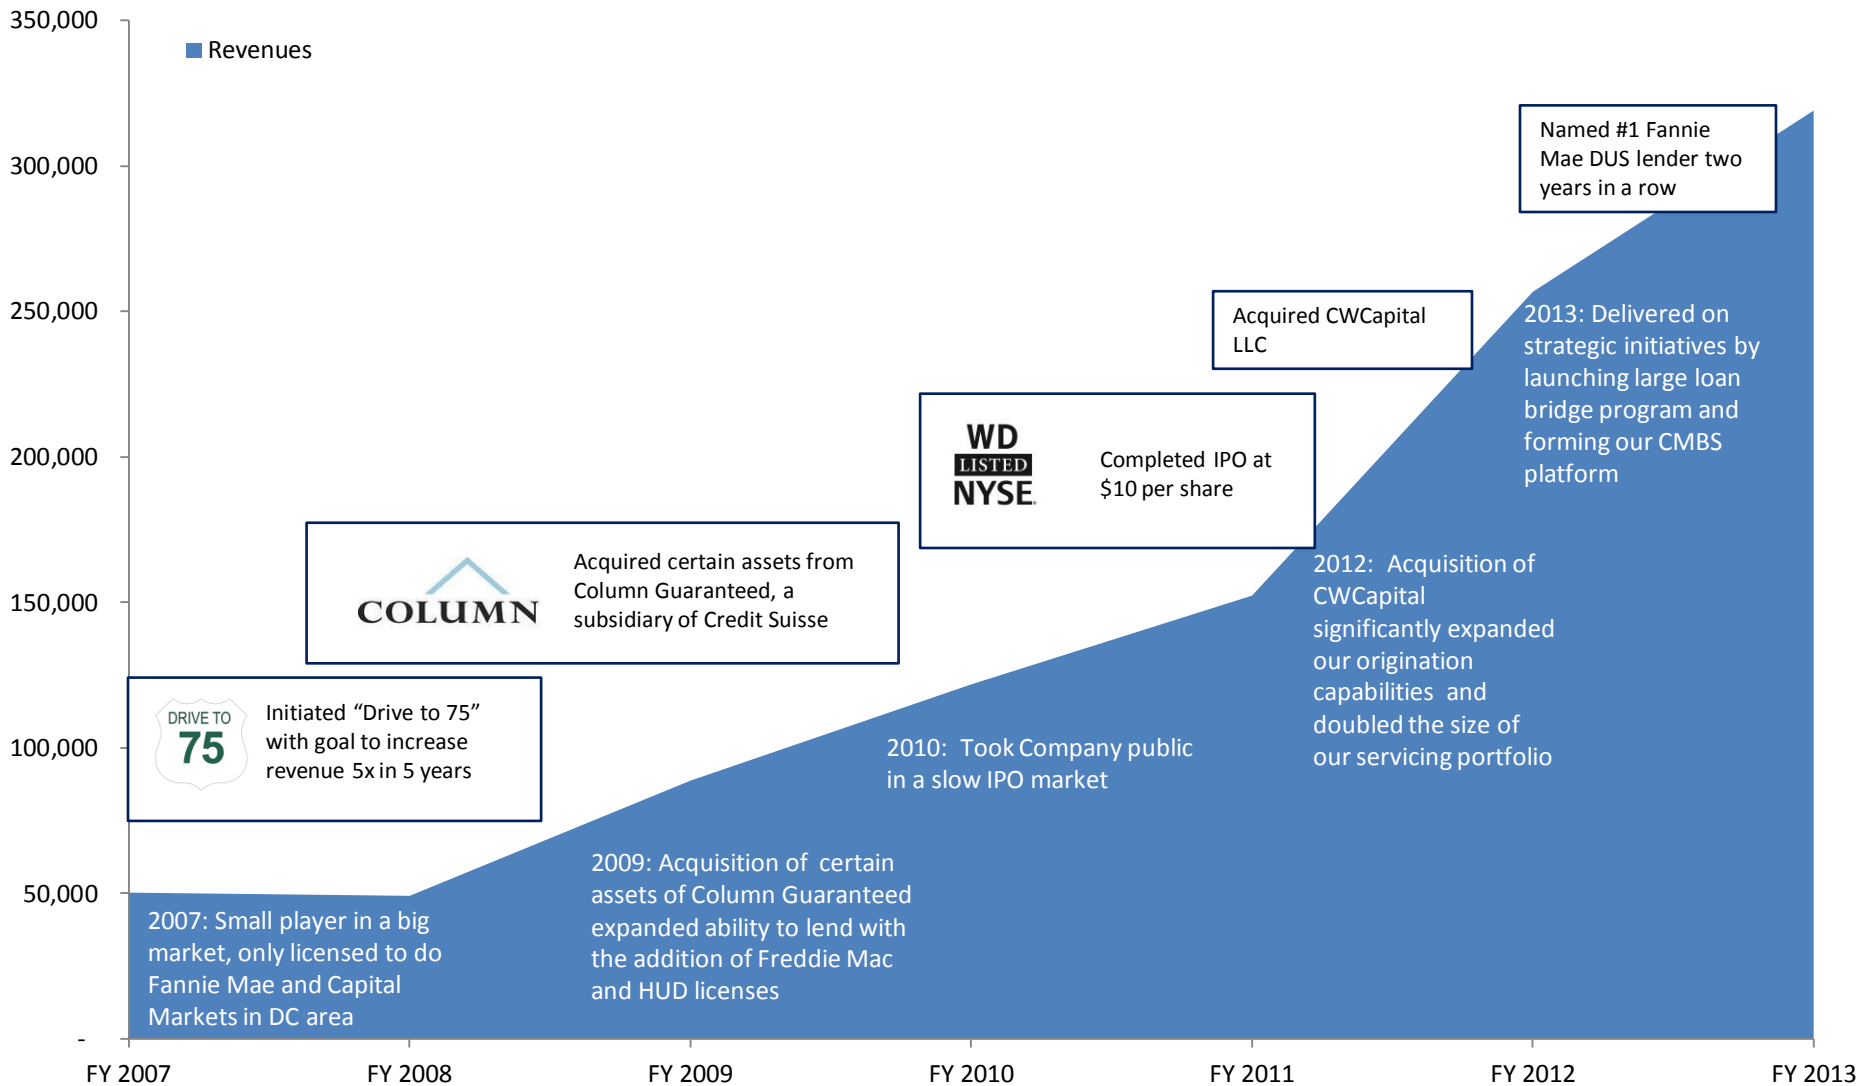 350,000
Revenues
300,000
250,000
200,000
150,000
100,000
50,000
-
Named #1 Fannie
Mae DUS lender two
years in a row
Acquired CWCapital
LLC
2013: Delivered on
strategic initiatives by
launching large loan
bridge program and
forming our CMBS
platform
WD
LISTED
NYSE
Completed IPO at
$10 per share
COLUMN
Acquired certain assets from
Column Guaranteed, a
subsidiary of Credit Suisse
2012: Acquisition of
CWCapital
significantly expanded
our origination
capabilities and
doubled the size of
our servicing portfolio
DRIVE TO
75
Initiated “Drive to 75”
with goal to increase
revenue 5x in 5 years
2010: Took Company public
in a slow IPO market
2009: Acquisition of certain
assets of Column Guaranteed
expanded ability to lend with
the addition of Freddie Mac
and HUD licenses
2007: Small player in a big
market, only licensed to do
Fannie Mae and Capital
Markets in DC area
FY 2007
FY 2008
FY 2009
FY 2010
FY 2011
FY 2012
FY 2013